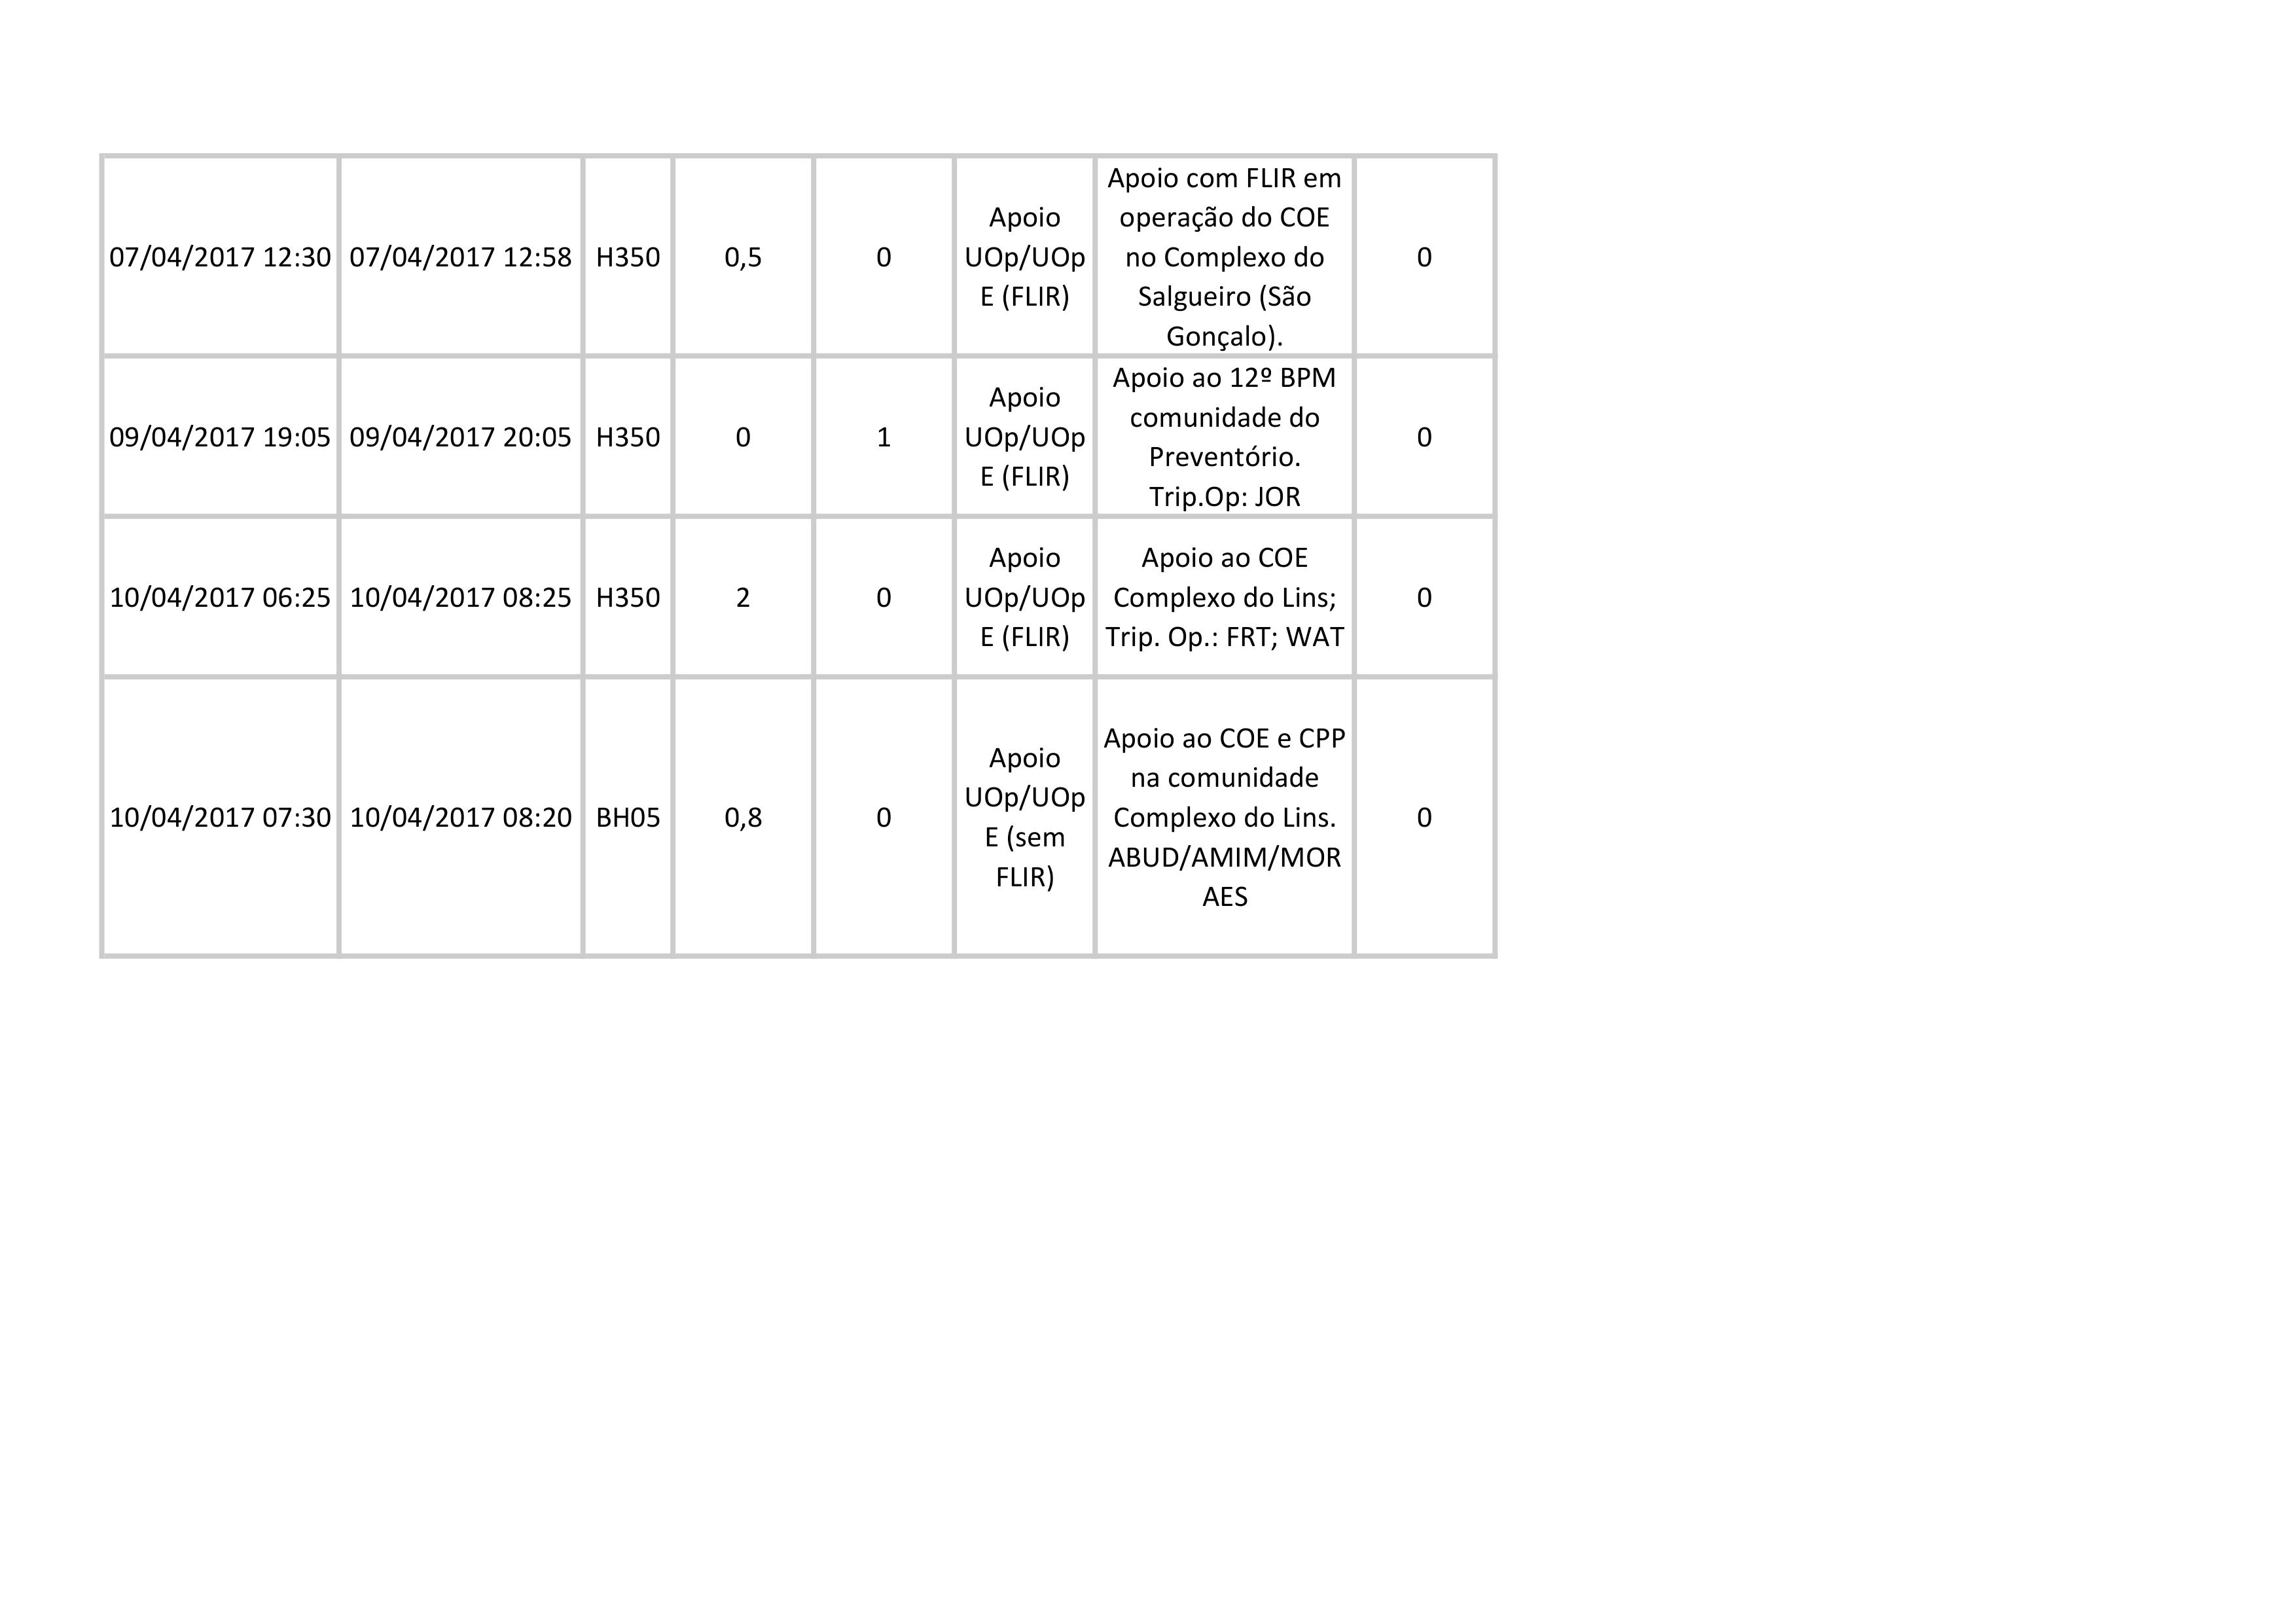 07/04/2017 12:30 07/04/2017 12:58 H350 0,5 0 Apoio UOp/UOp E (FLIR) Apoio com FLIR em operação do COE no Complexo do Salgueiro (São Gonçalo). 0
09/04/2017 19:05 09/04/2017 20:05 H350 0 1 Apoio UOp/UOp E (FLIR) Apoio ao 12º BPM comunidade do Preventório. Trip.Op: JOR 0
10/04/2017 06:25 10/04/2017 08:25 H350 2 0 Apoio UOp/UOp E (FLIR) Apoio ao COE Complexo do Lins; Trip. Op.: FRT; WAT 0
10/04/2017 07:30 10/04/2017 08:20 BH05 0,8 0 Apoio UOp/UOp E (sem FLIR) Apoio ao COE e CPP na comunidade Complexo do Lins. ABUD/AMIM/MOR AES 0